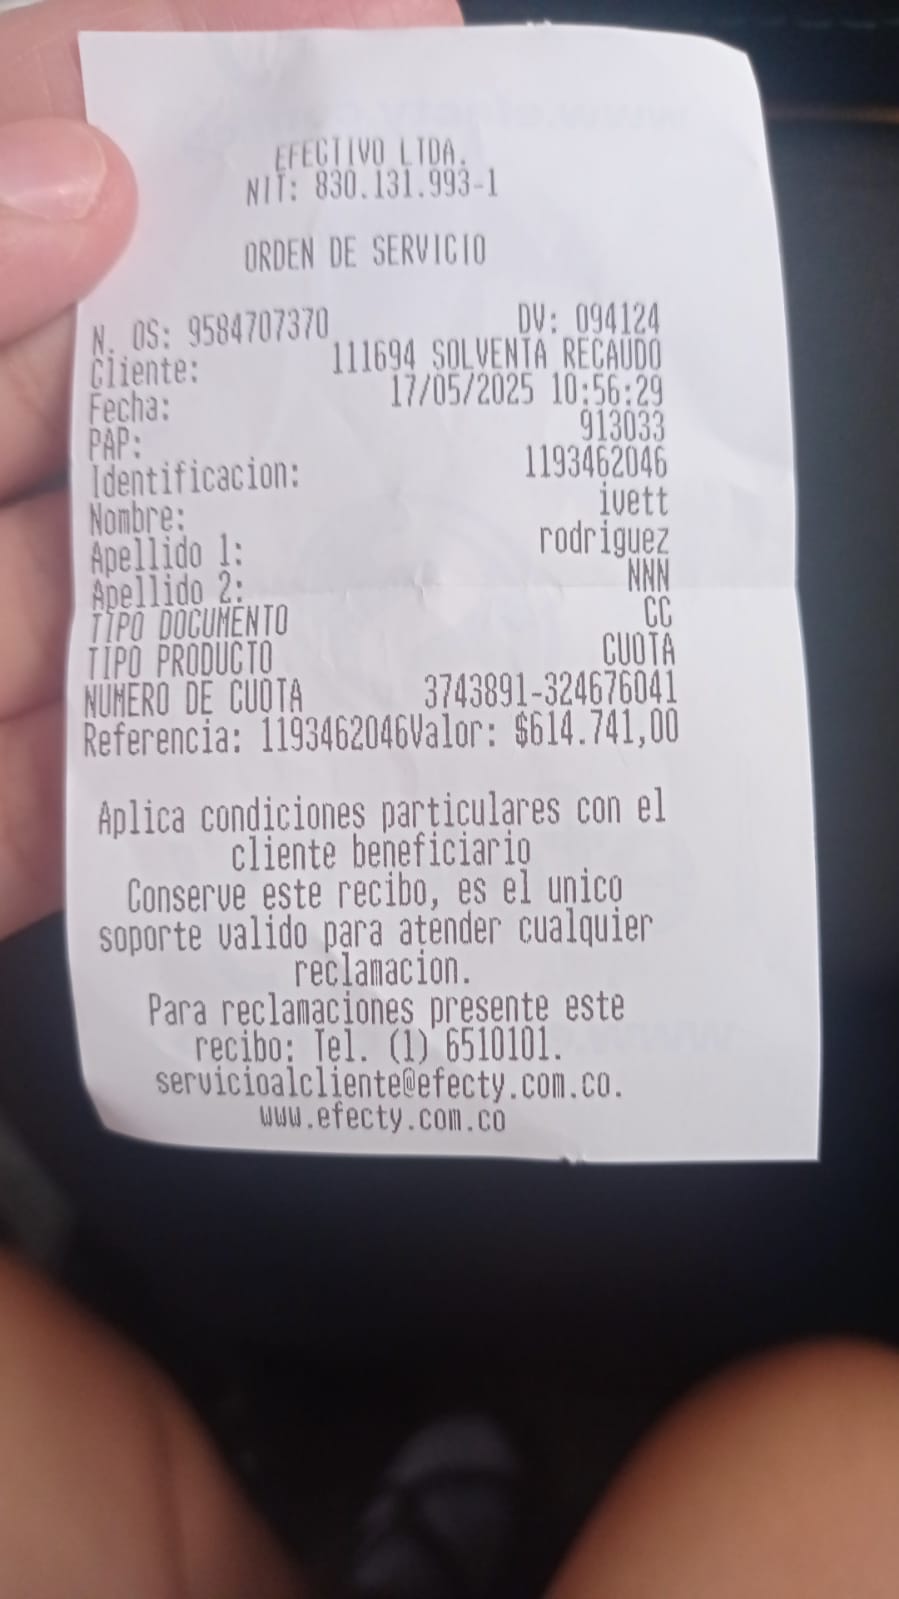 EFECTIVO LTDA.
NIT: 830.131.993-1
ORDEN DE SERVICIO
N. OS: 9584707370 DV: 094124
Cliente: 111694 SOLVENTA RECAUDO
Fecha: 17/05/2025 10:56:29
PAP: 913033
Identificacion: 1193462046
Nombre: ivett
Apellido 1: rodriguez
Apellido 2: NNN
TIPO DOCUMENTO CC
TIPO PRODUCTO CUOTA
NUMERO DE CUOTA 3743891-324676041
Referencia: 1193462046Valor: $614.741,00
Aplica condiciones particulares con el
cliente beneficiario
Conserve este recibo, es el unico
soporte valido para atender cualquier
reclamacion.
Para reclamaciones presente este
recibo: Tel. (1) 6510101.
servicioalcliente@efecty.com.co.
www.efecty.com.co